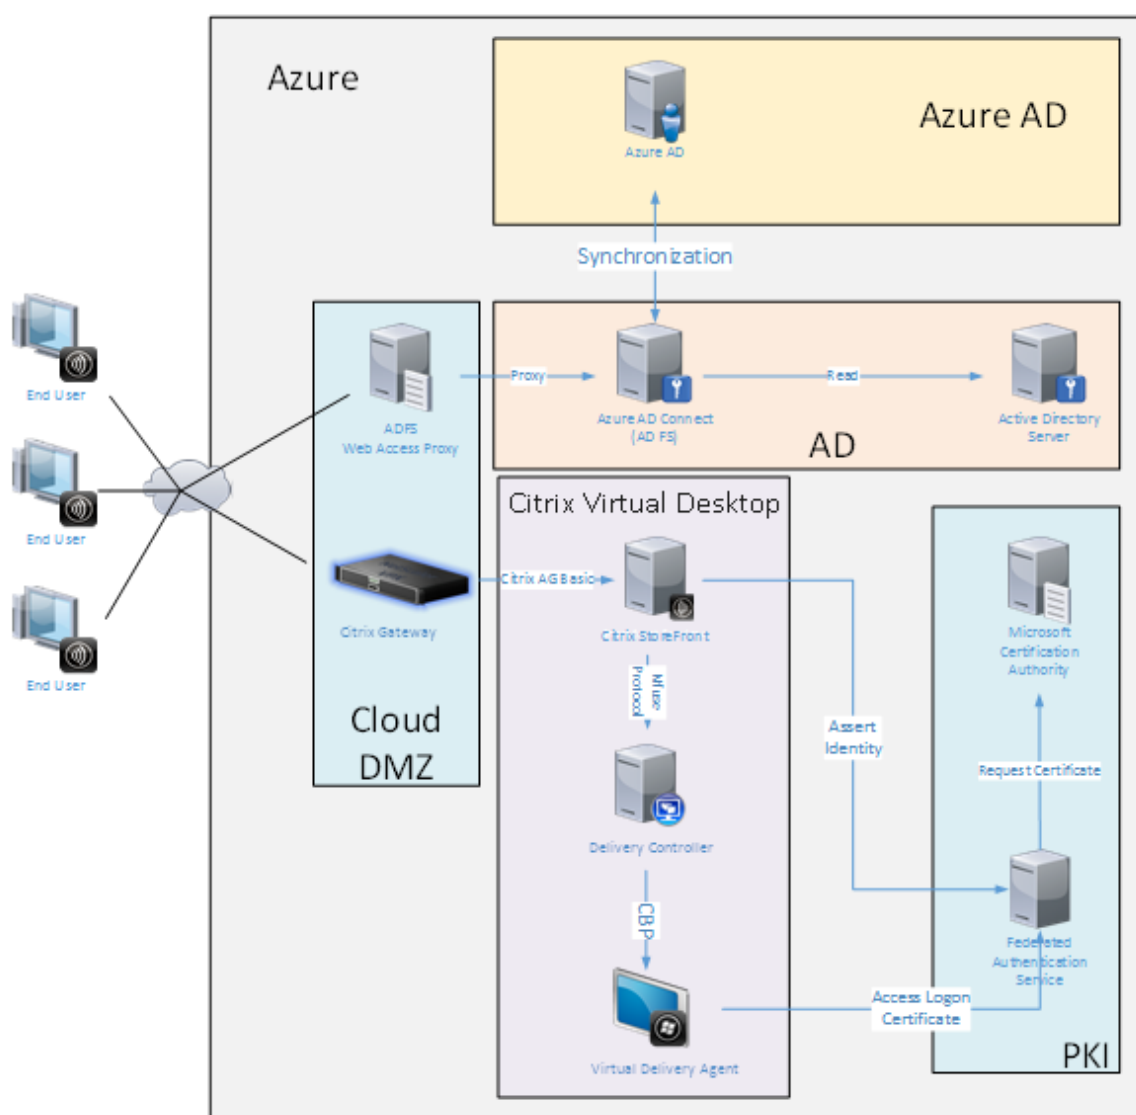 Azure
Azure AD
Azure AD
Synchronization
End User
End User
End User
ADFS
Web Access Proxy
Proxy
Azure AD Connect
(AD FS)
Read
Active Directory
Server
AD
Citrix Gateway
Cloud
DMZ
Citrix Virtual Desktop
Citrix AG Basic
Citrix StoreFront
Nfuse
Protocol
Delivery Controller
CBP
Virtual Delivery Agent
Assert
Identity
Access Logon
Certificate
Microsoft
Certification
Authority
Request Certificate
Federated
Authentication
Service
PKI